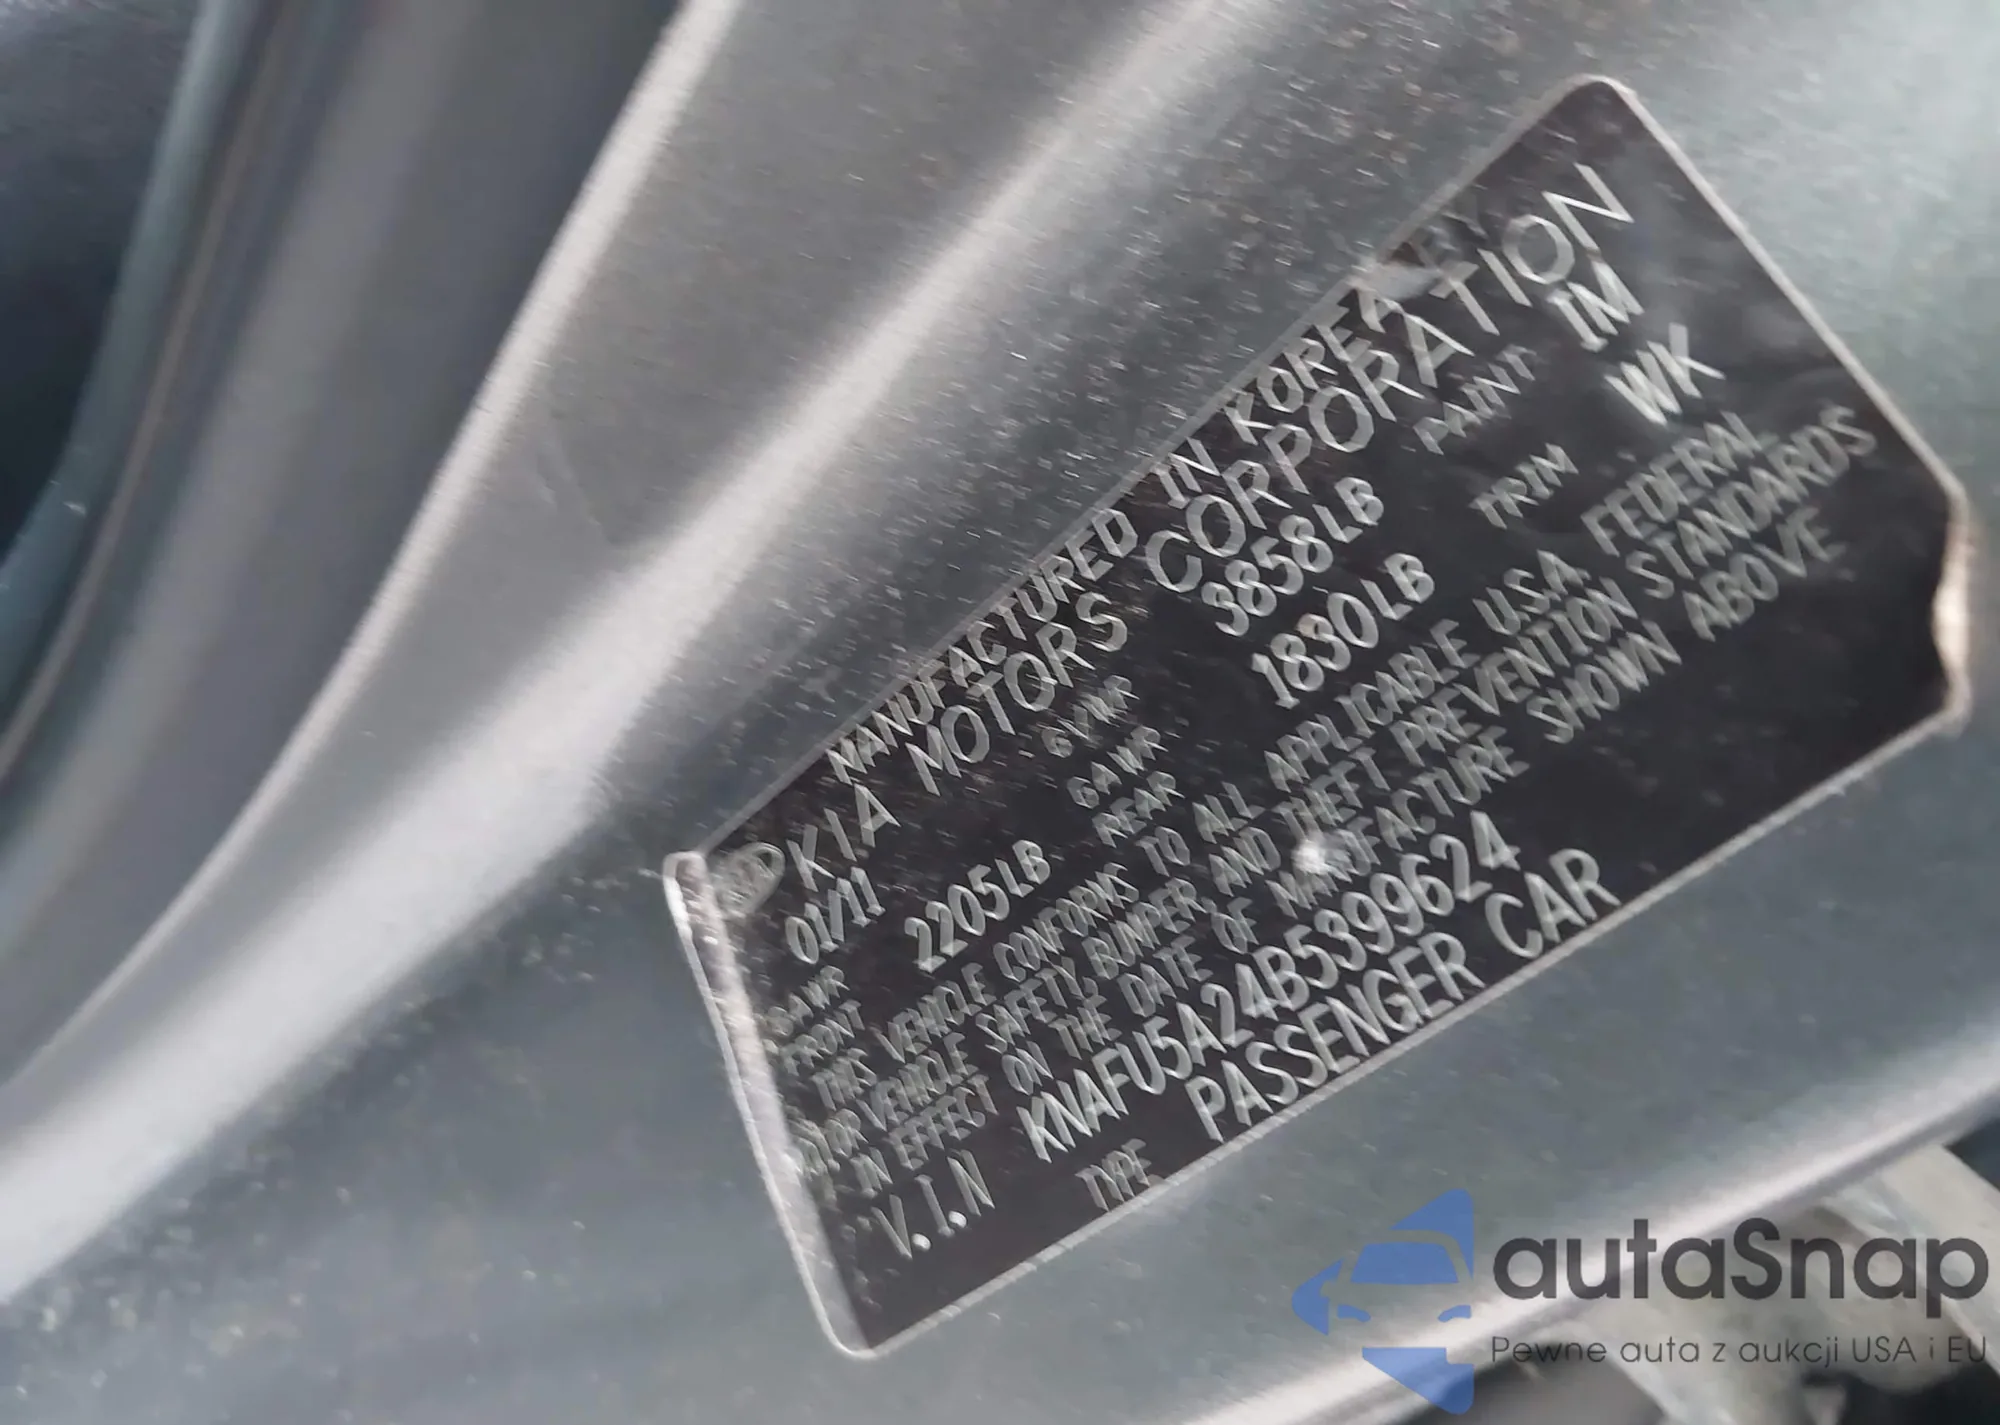 MANUFACTURED IN KOREA BY
KIA MOTORS CORPORATION
01/11 GVWR 3858LB PAINT IM
GAWR FRONT 2205LB GAWR REAR 1830LB TRIM WK
THIS VEHICLE CONFORMS TO ALL APPLICABLE U.S.A. FEDERAL
MOTOR VEHICLE SAFETY, BUMPER AND THEFT PREVENTION STANDARDS
IN EFFECT ON THE DATE OF MANUFACTURE SHOWN ABOVE
V.I.N KNAFU5A24B5399624
TYPE PASSENGER CAR
autaSnap
Pewne auta z aukcji USA i EU